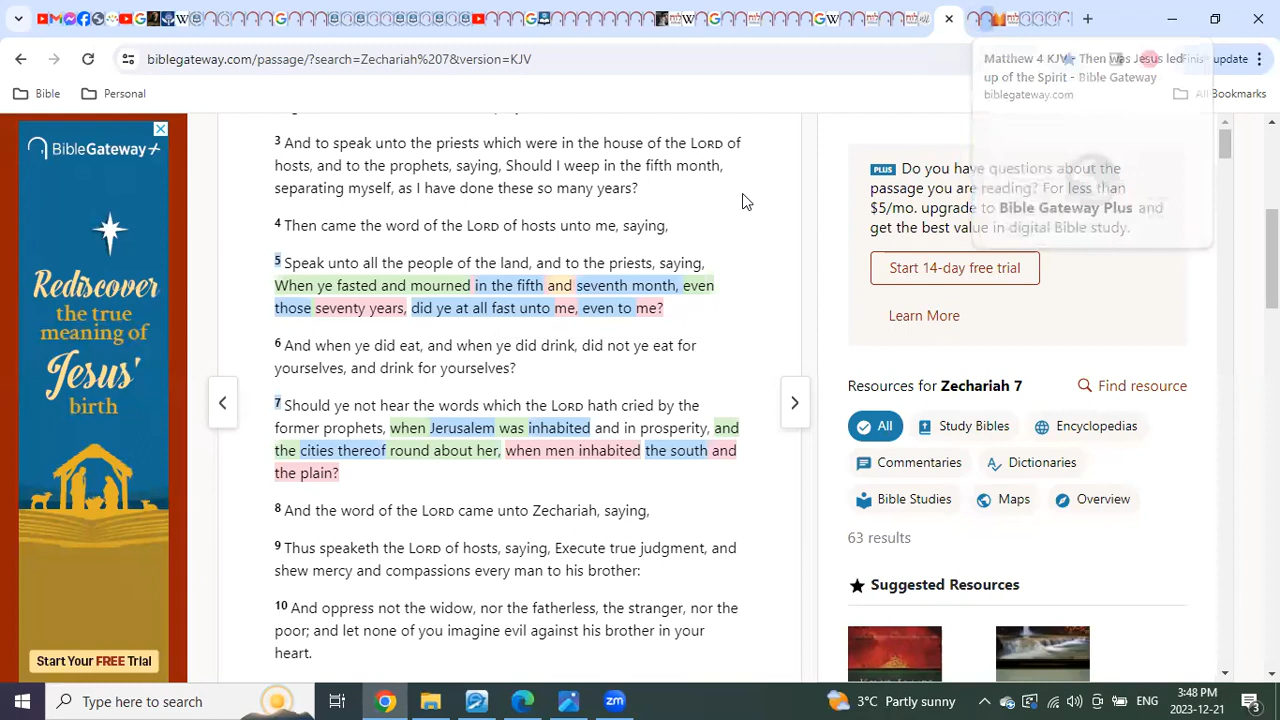 biblegateway.com/passage/?search=Zechariah%207&version=KJV
Matthew 4 KJV - Then was Jesus led
up of the Spirit - Bible Gateway
biblegateway.com
update
Bible
Personal
All Bookmarks
BibleGateway+
Rediscover
the true
meaning of
Jesus'
birth
Start Your FREE Trial
3 And to speak unto the priests which were in the house of the LORD of
hosts, and to the prophets, saying, Should I weep in the fifth month,
separating myself, as I have done these so many years?
4 Then came the word of the LORD of hosts unto me, saying,
5 Speak unto all the people of the land, and to the priests, saying,
When ye fasted and mourned in the fifth and seventh month, even
those seventy years, did ye at all fast unto me, even to me?
6 And when ye did eat, and when ye did drink, did not ye eat for
yourselves, and drink for yourselves?
7 Should ye not hear the words which the LORD hath cried by the
former prophets, when Jerusalem was inhabited and in prosperity, and
the cities thereof round about her, when men inhabited the south and
the plain?
8 And the word of the LORD came unto Zechariah, saying,
9 Thus speaketh the LORD of hosts, saying, Execute true judgment, and
shew mercy and compassions every man to his brother:
10 And oppress not the widow, nor the fatherless, the stranger, nor the
poor; and let none of you imagine evil against his brother in your
heart.
PLUS Do you have questions about the
passage you are reading? For less than
$5/mo. upgrade to Bible Gateway Plus and
get the best value in digital Bible study.
Start 14-day free trial
Learn More
Resources for Zechariah 7
Find resource
All
Study Bibles
Encyclopedias
Commentaries
Dictionaries
Bible Studies
Maps
Overview
63 results
Suggested Resources
Type here to search
3°C Partly sunny
ENG
3:48 PM
2023-12-21
3